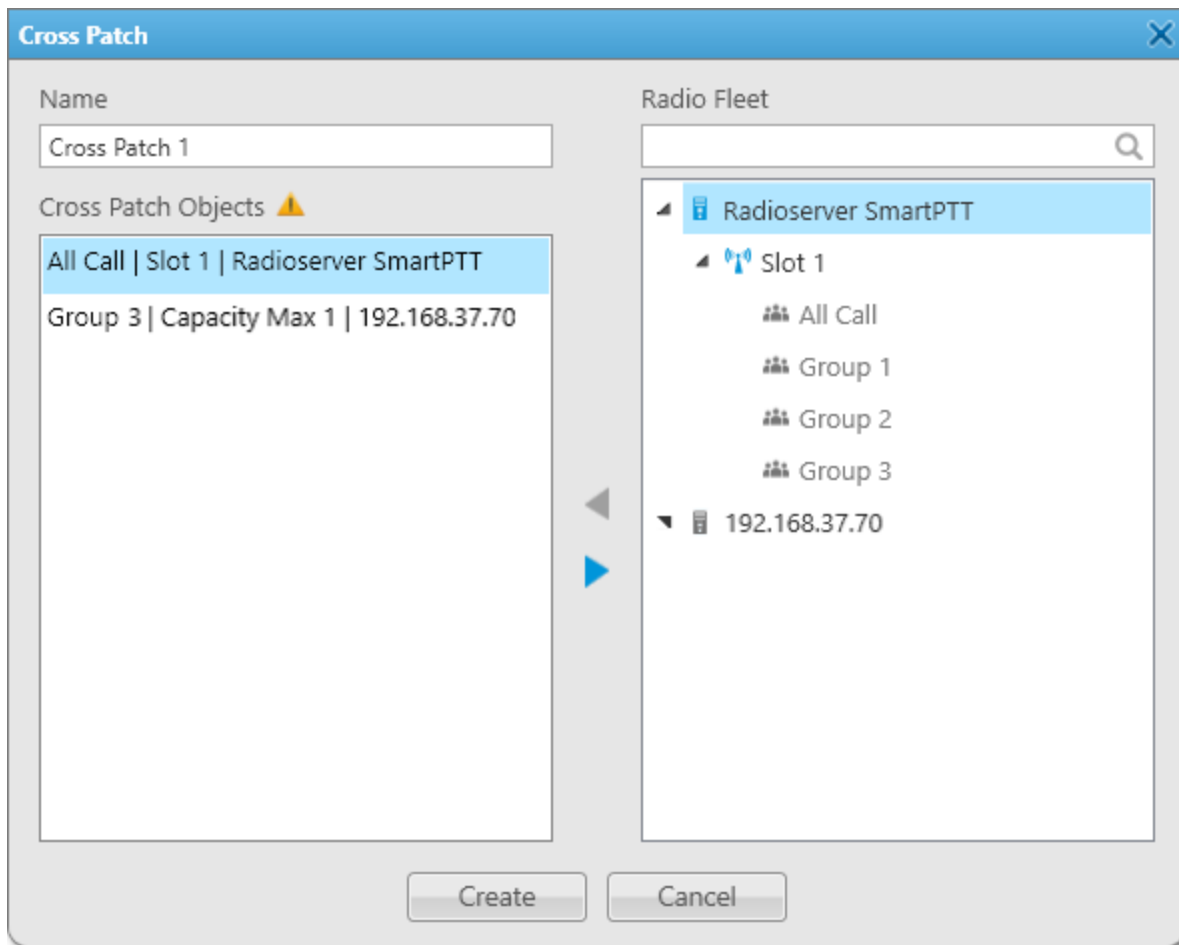 Cross Patch
Name
Cross Patch 1
Cross Patch Objects
All Call | Slot 1 | Radioserver SmartPTT
Group 3 | Capacity Max 1 | 192.168.37.70
Radio Fleet
Radioserver SmartPTT
Slot 1
All Call
Group 1
Group 2
Group 3
192.168.37.70
Create
Cancel